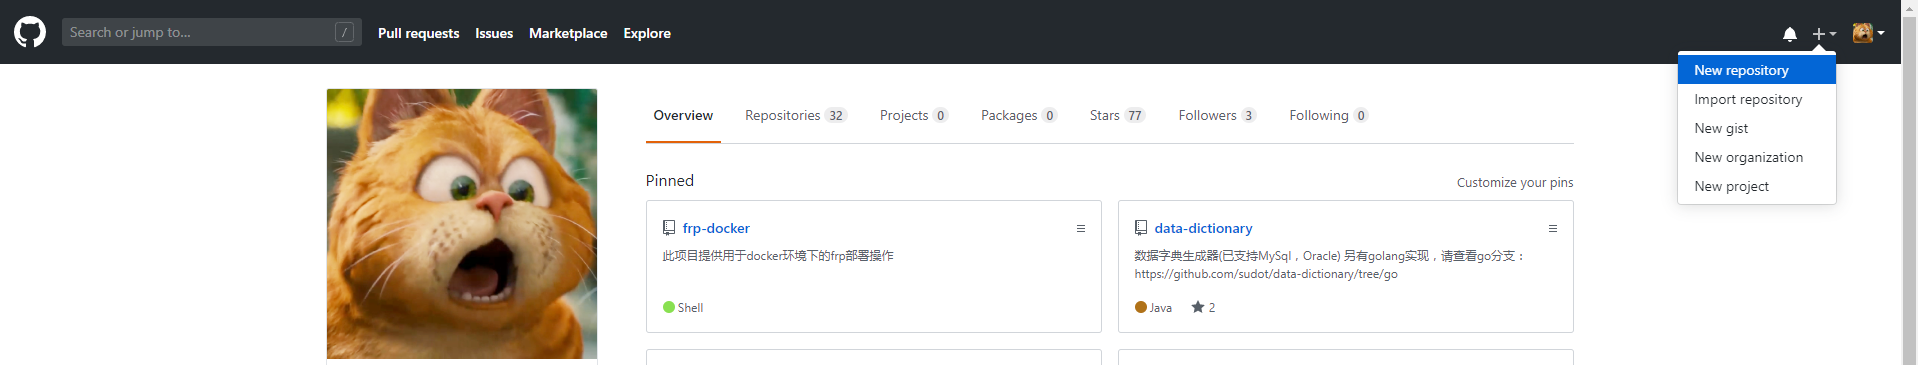 Search or jump to... /
Pull requests Issues Marketplace Explore
New repository
Import repository
New gist
New organization
New project
Overview Repositories 32 Projects 0 Packages 0 Stars 77 Followers 3 Following 0
Pinned
Customize your pins
frp-docker
此项目提供用于docker环境下的frp部署操作
Shell
data-dictionary
数据字典生成器(已支持MySql，Oracle) 另有golang实现，请查看go分支：
https://github.com/sudot/data-dictionary/tree/go
Java 2